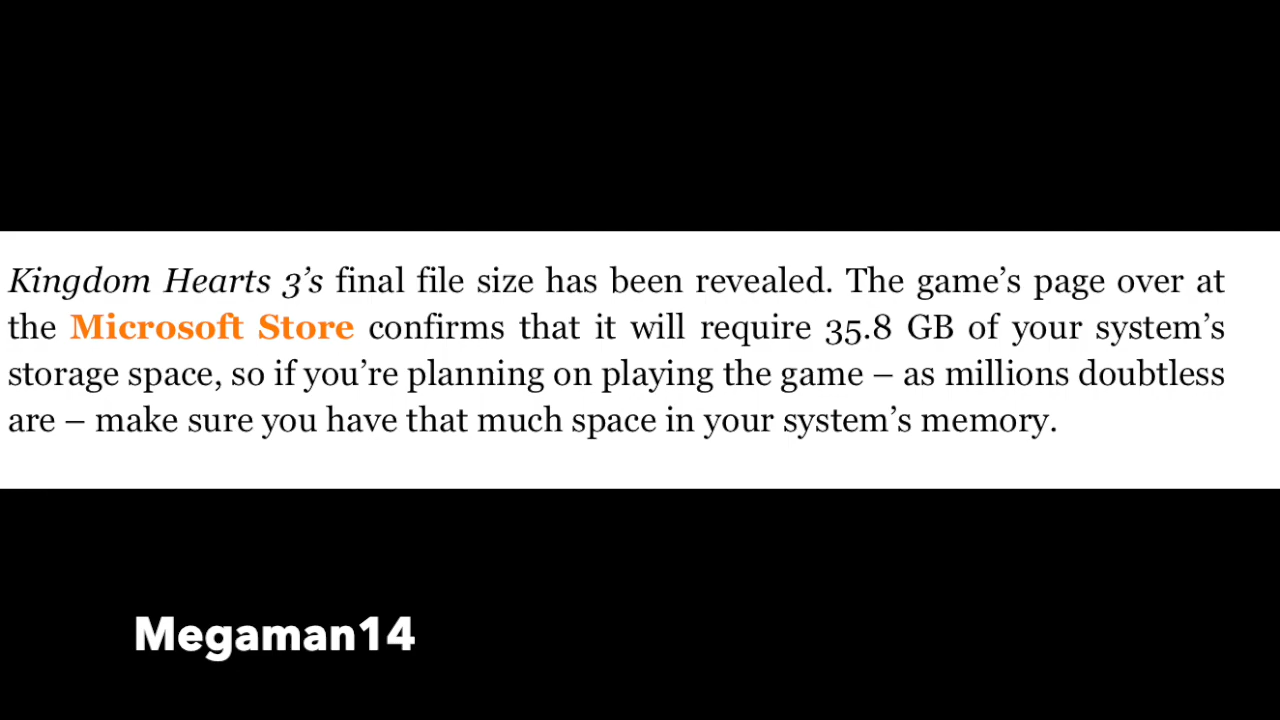 Kingdom Hearts 3’s final file size has been revealed. The game’s page over at
the Microsoft Store confirms that it will require 35.8 GB of your system’s
storage space, so if you’re planning on playing the game – as millions doubtless
are – make sure you have that much space in your system’s memory.
Megaman14